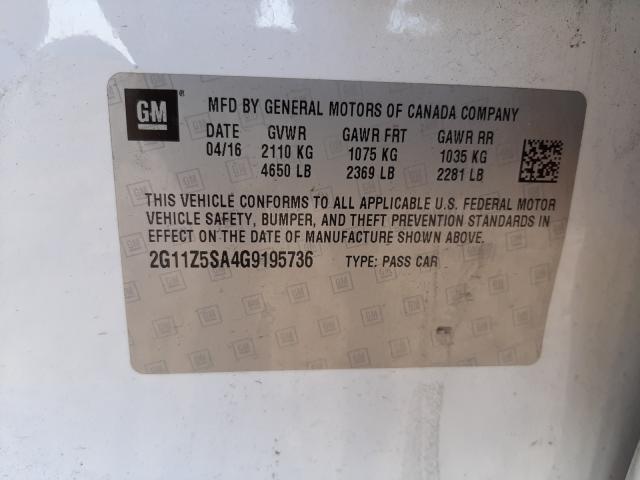 GM ® MFD BY GENERAL MOTORS OF CANADA COMPANY
DATE GVWR GAWR FRT GAWR RR
04/16 2110 KG 1075 KG 1035 KG
4650 LB 2369 LB 2281 LB
THIS VEHICLE CONFORMS TO ALL APPLICABLE U.S. FEDERAL MOTOR
VEHICLE SAFETY, BUMPER, AND THEFT PREVENTION STANDARDS IN
EFFECT ON THE DATE OF MANUFACTURE SHOWN ABOVE.
2G11Z5SA4G9195736 TYPE: PASS CAR